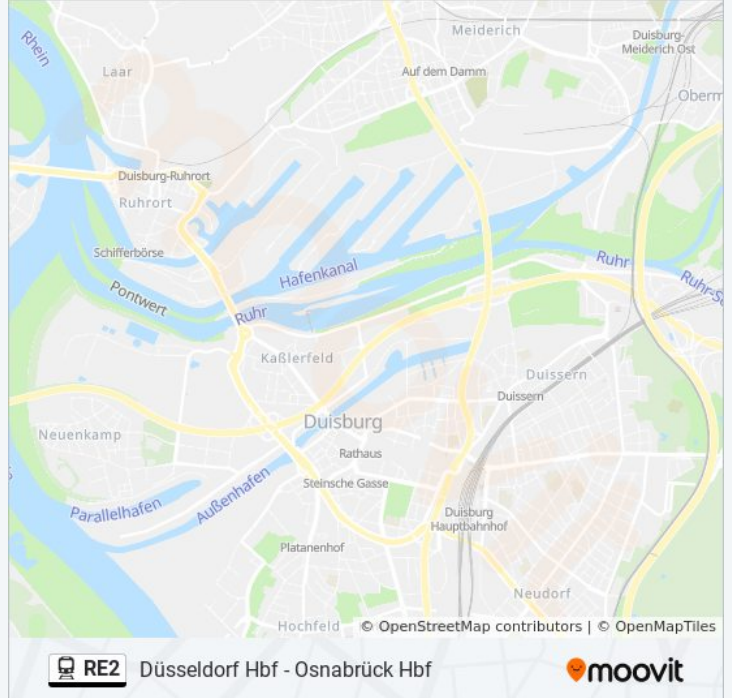 Meiderich
Rhein
Duisburg-
Meiderich Ost
Laar
Auf dem Damm
Duisburg-Ruhrort
Ruhrort
Schifferbörse
Ruhr
Hafenkanal
Pontwert
Ruhr
Kaßlerfeld
Duissern
Duissern
Duisburg
Neuenkamp
Rathaus
Steinsche Gasse
Außenhafen
Parallelhafen
Duisburg
Hauptbahnhof
Platanenhof
Neudorf
Hochfeld
© OpenStreetMap contributors | © OpenMapTiles
RE2 Düsseldorf Hbf - Osnabrück Hbf
moovit